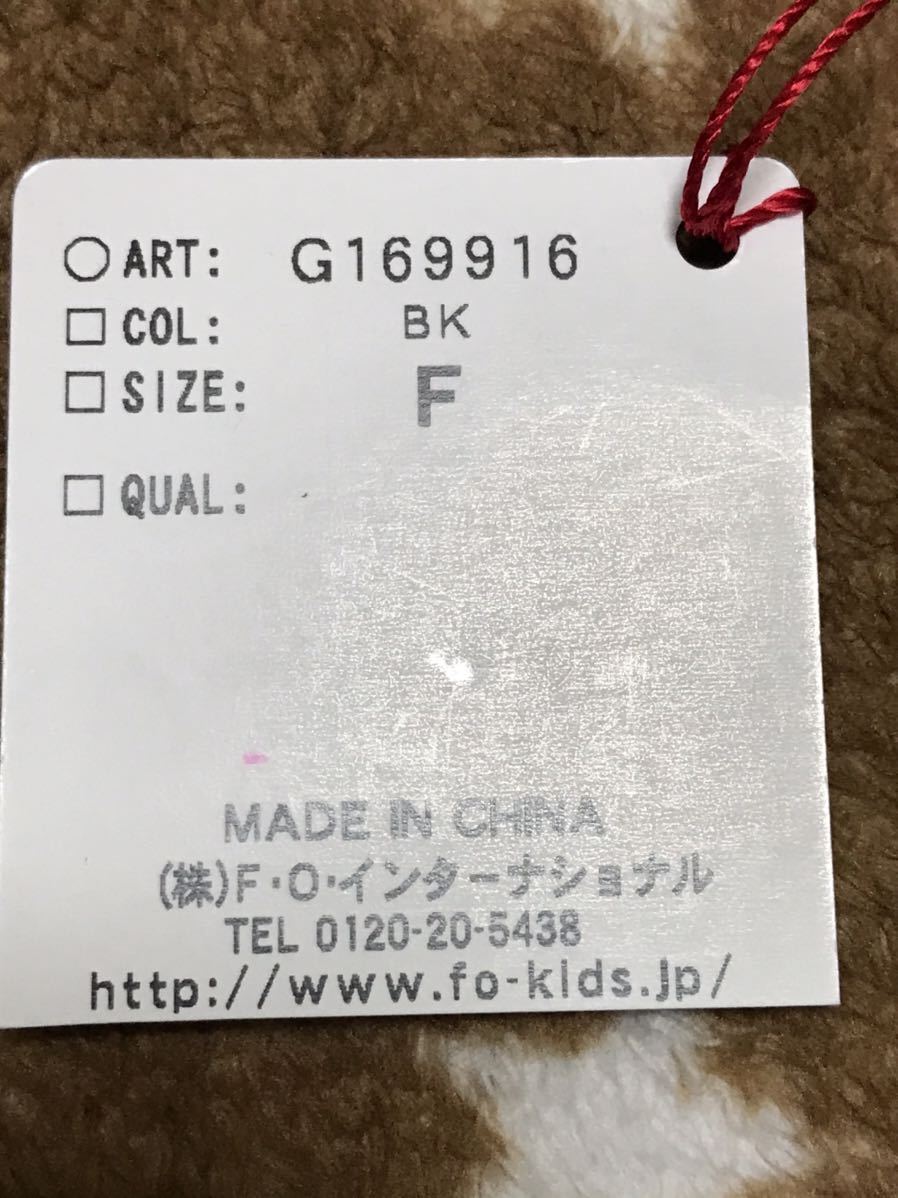 ○ ART: G169916
□ COL: BK
□ SIZE: F
□ QUAL:
MADE IN CHINA
(株)F・O・インターナショナル
TEL 0120-20-5438
http://www.fo-kids.jp/